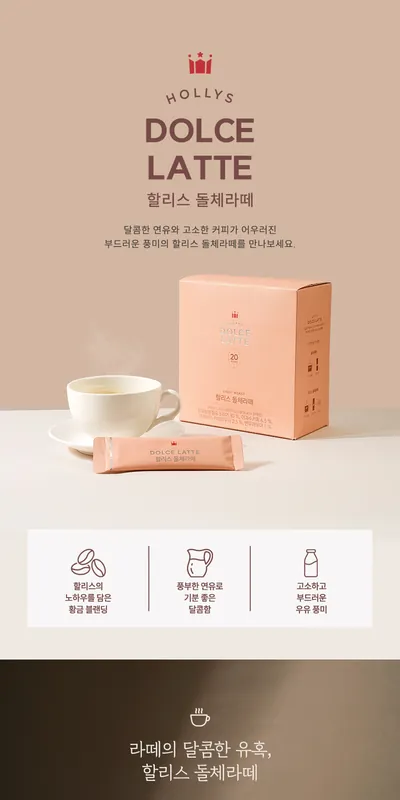 HOLLYS
DOLCE
LATTE
할리스 돌체라떼
달콤한 연유와 고소한 커피가 어우러진
부드러운 풍미의 할리스 돌체라떼를 만나보세요.
DOLCE
LATTE
20
할리스 돌체라떼
DOLCE LATTE
할리스 돌체라떼
할리스의
노하우를 담은
황금 블랜딩
풍부한 연유로
기분 좋은
달콤함
고소하고
부드러운
우유 풍미
라떼의 달콤한 유혹,
할리스 돌체라떼